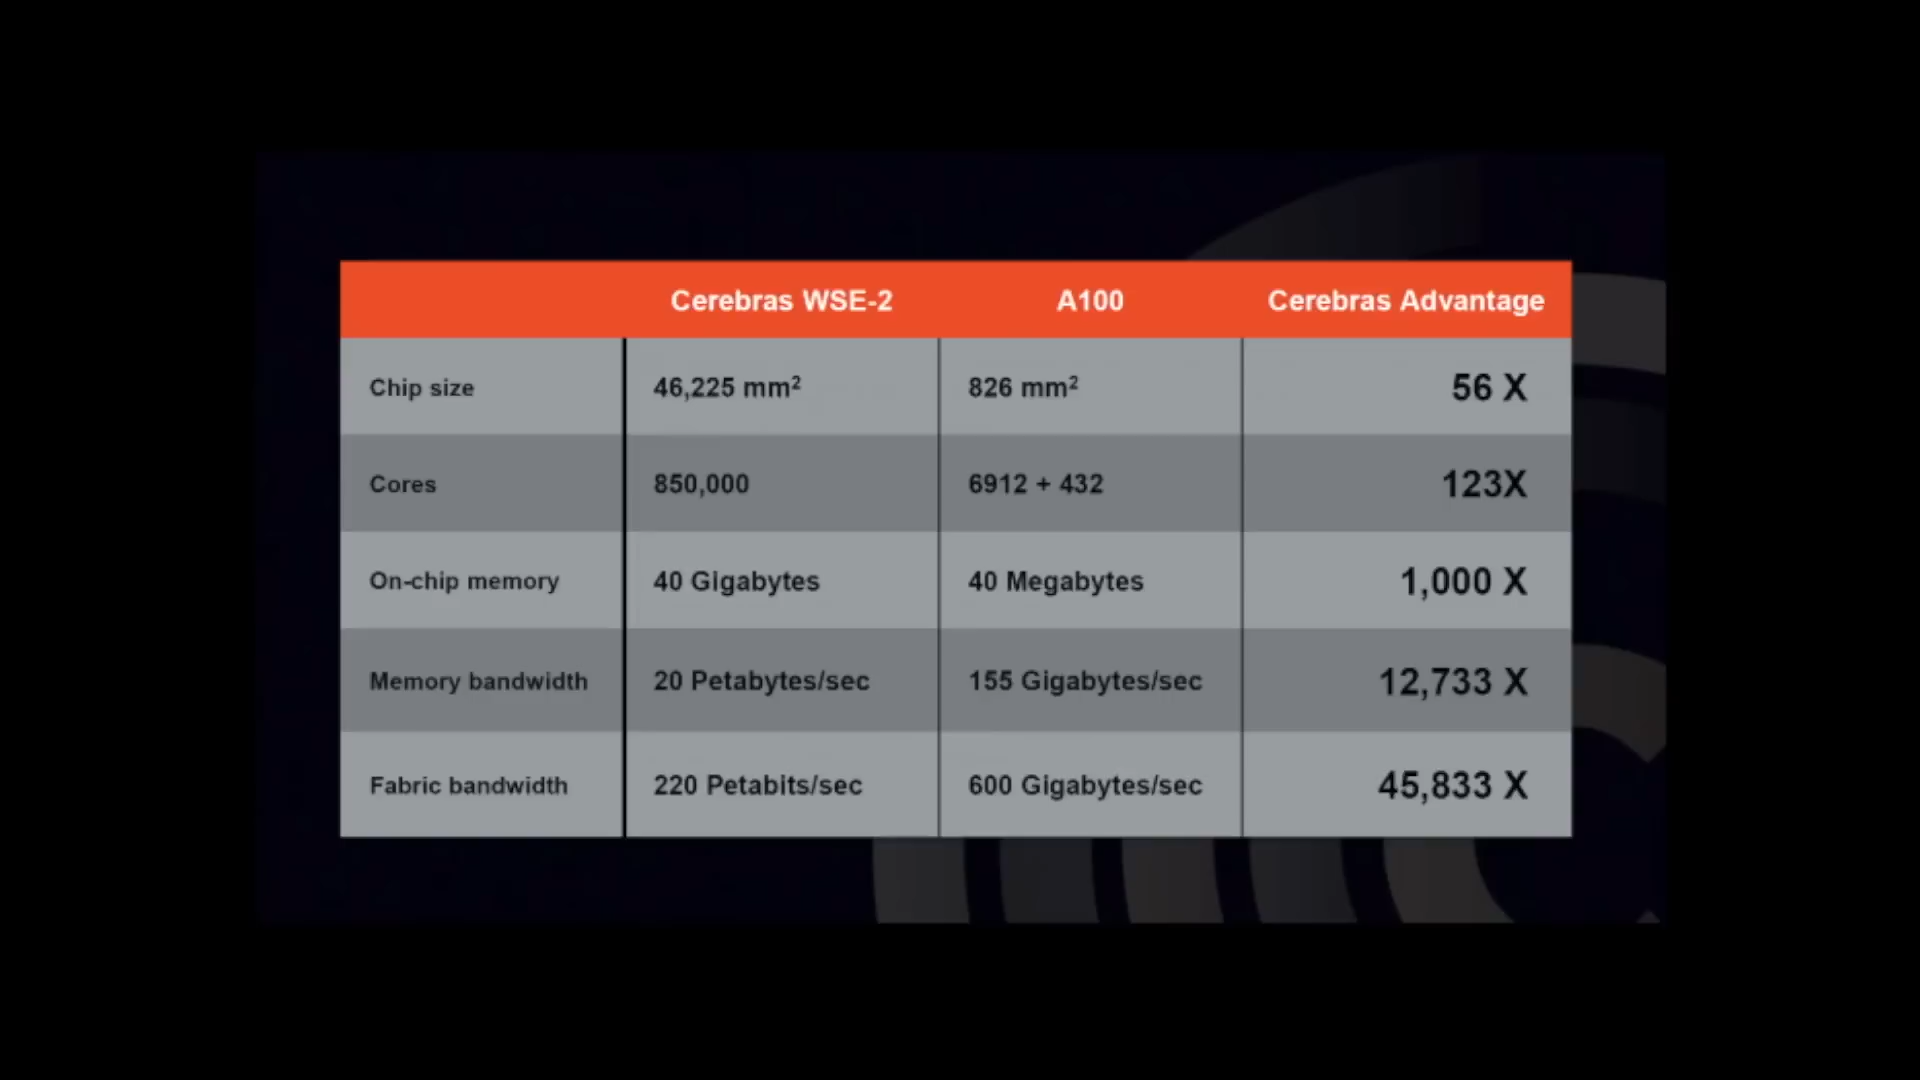 Cerebras WSE-2 A100 Cerebras Advantage
Chip size 46,225 mm² 826 mm² 56 X
Cores 850,000 6912 + 432 123X
On-chip memory 40 Gigabytes 40 Megabytes 1,000 X
Memory bandwidth 20 Petabytes/sec 155 Gigabytes/sec 12,733 X
Fabric bandwidth 220 Petabits/sec 600 Gigabytes/sec 45,833 X